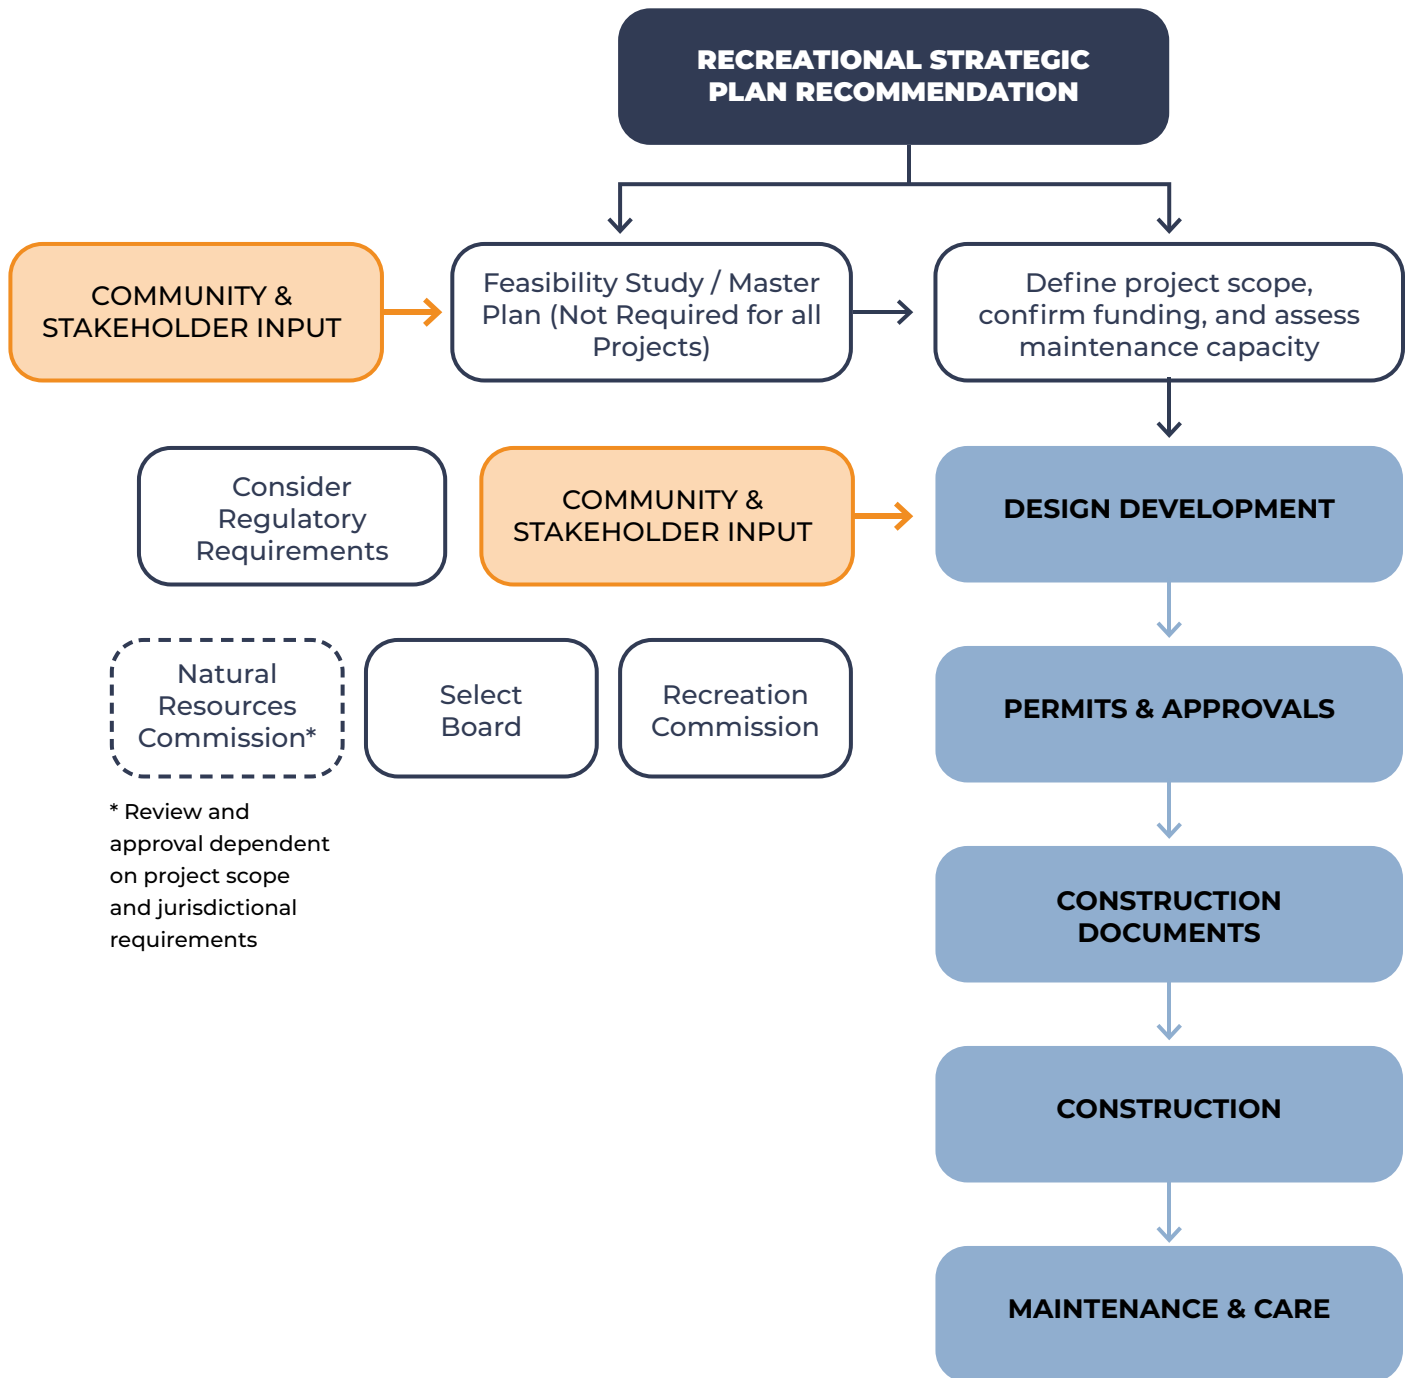 RECREATIONAL STRATEGIC
PLAN RECOMMENDATION
COMMUNITY &
STAKEHOLDER INPUT
Feasibility Study / Master
Plan (Not Required for all
Projects)
Define project scope,
confirm funding, and assess
maintenance capacity
Consider
Regulatory
Requirements
COMMUNITY &
STAKEHOLDER INPUT
DESIGN DEVELOPMENT
Natural
Resources
Commission*
Select
Board
Recreation
Commission
PERMITS & APPROVALS
* Review and
approval dependent
on project scope
and jurisdictional
requirements
CONSTRUCTION
DOCUMENTS
CONSTRUCTION
MAINTENANCE & CARE